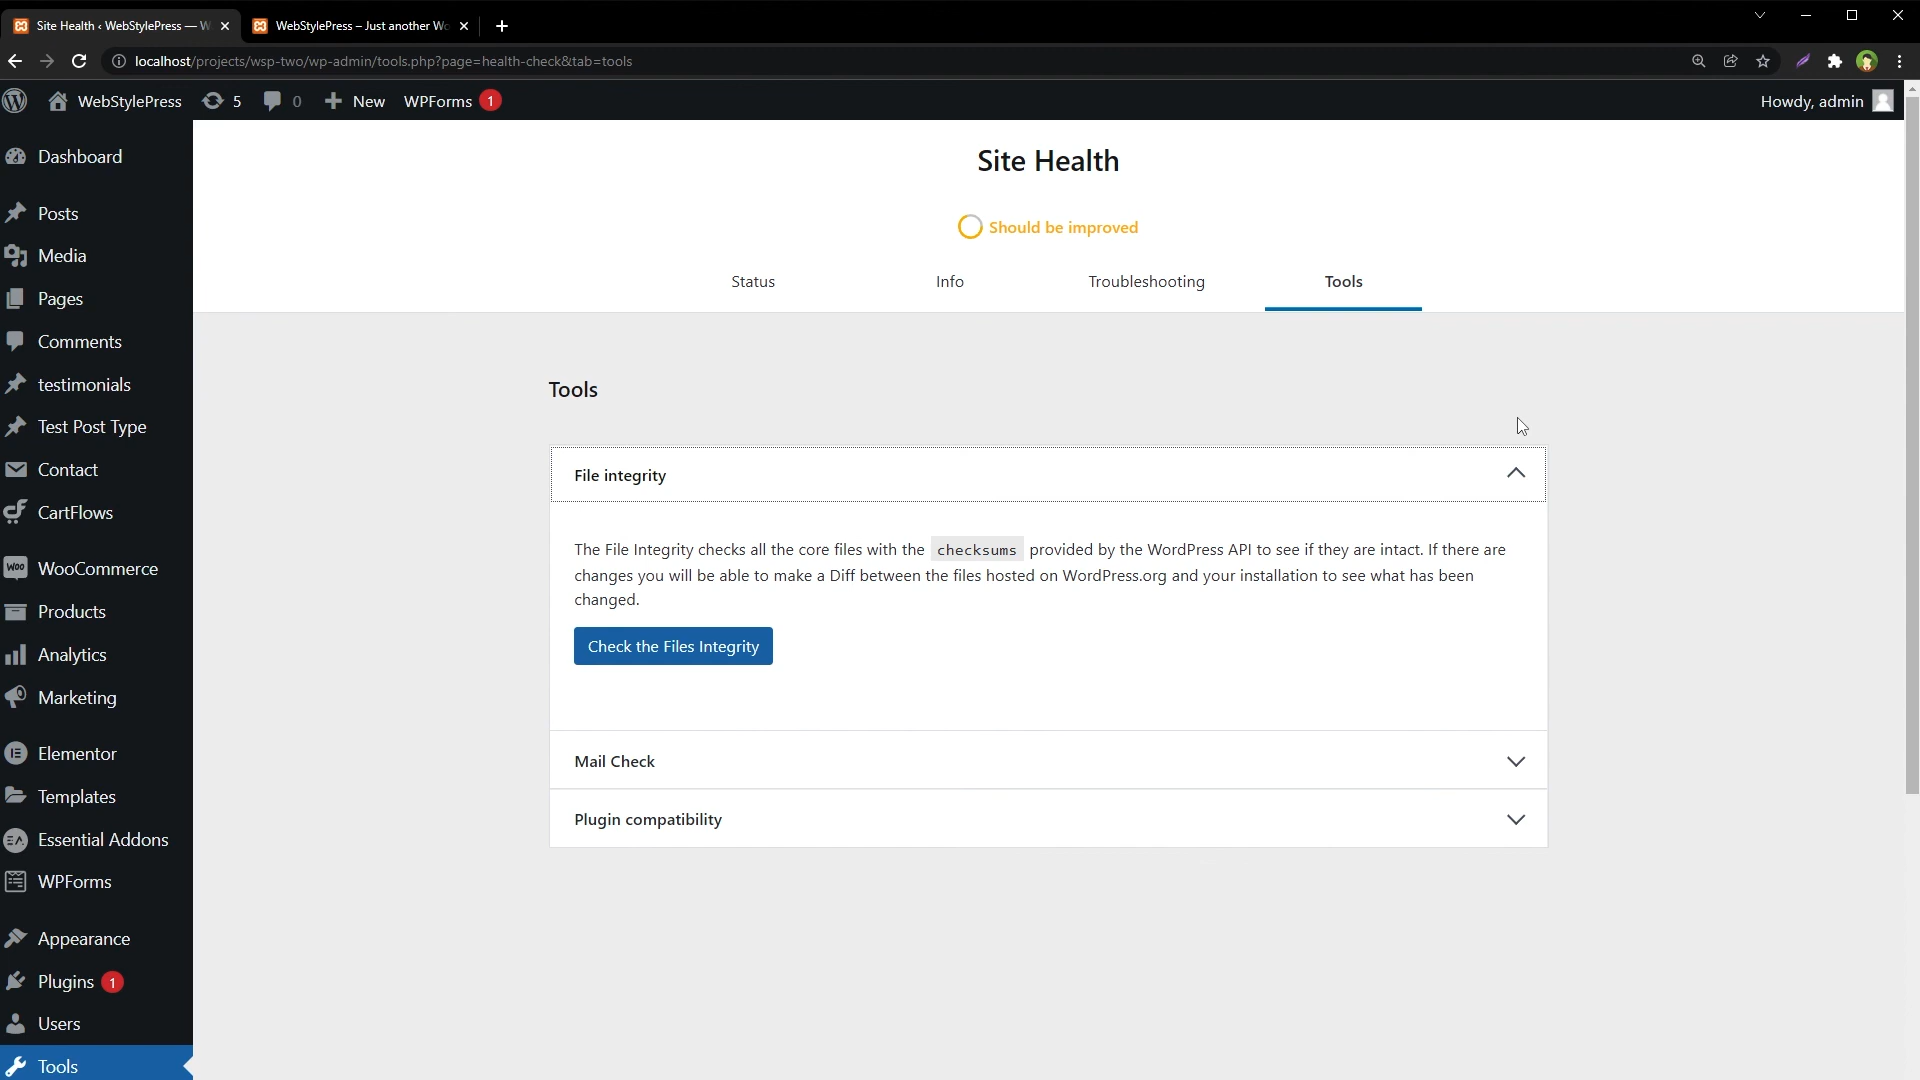 Site Health ‹ WebStylePress — W
WebStylePress – Just another Wo
localhost/projects/wsp-two/wp-admin/tools.php?page=health-check&tab=tools
WebStylePress 5 0 New WPForms 1 Howdy, admin
Dashboard
Posts
Media
Pages
Comments
testimonials
Test Post Type
Contact
CartFlows
Woo WooCommerce
Products
Analytics
Marketing
Elementor
Templates
EA Essential Addons
WPForms
Appearance
Plugins 1
Users
Tools
Site Health
Should be improved
Status Info Troubleshooting Tools
Tools
File integrity
The File Integrity checks all the core files with the checksums provided by the WordPress API to see if they are intact. If there are
changes you will be able to make a Diff between the files hosted on WordPress.org and your installation to see what has been
changed.
Check the Files Integrity
Mail Check
Plugin compatibility